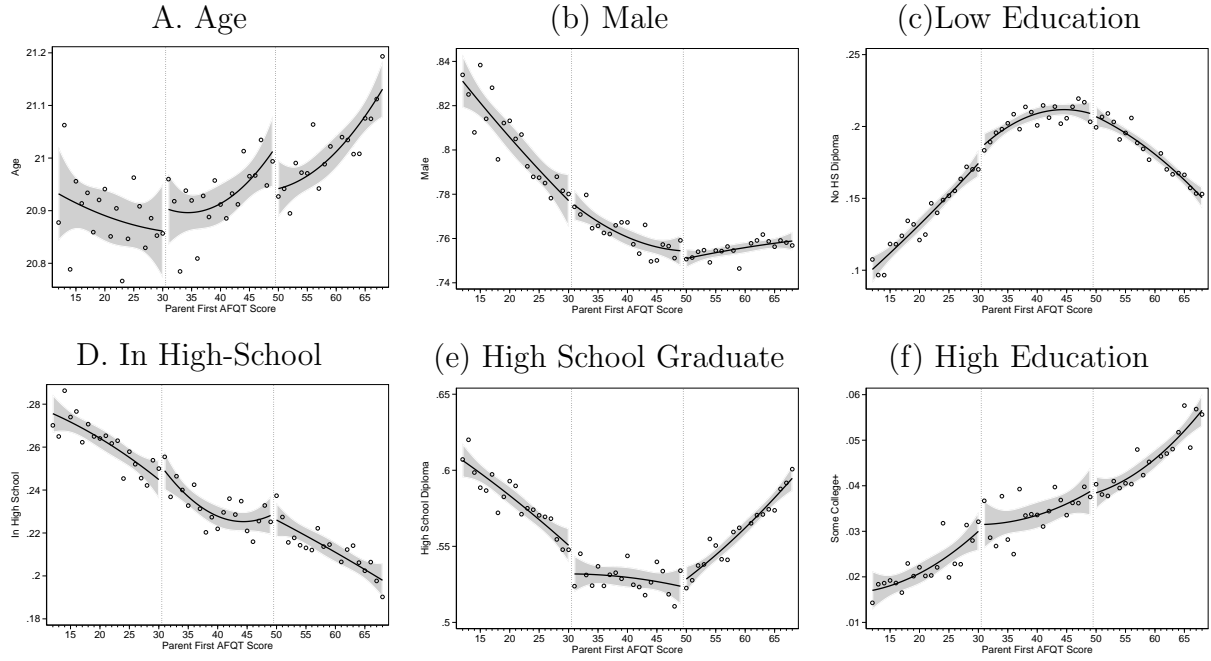 A. Age
21.2
21.1
21
20.9
20.8
Age
15 20 25 30 35 40 45 50 55 60 65
Parent First AFQT Score
(b) Male
.84
.82
.8
.78
.76
.74
Male
15 20 25 30 35 40 45 50 55 60 65
Parent First AFQT Score
(c)Low Education
.25
.2
.15
.1
No HS Diploma
15 20 25 30 35 40 45 50 55 60 65
Parent First AFQT Score
D. In High-School
.28
.26
.24
.22
.2
.18
In High School
15 20 25 30 35 40 45 50 55 60 65
Parent First AFQT Score
(e) High School Graduate
.65
.6
.55
.5
High School Diploma
15 20 25 30 35 40 45 50 55 60 65
Parent First AFQT Score
(f) High Education
.06
.05
.04
.03
.02
.01
Some College+
15 20 25 30 35 40 45 50 55 60 65
Parent First AFQT Score